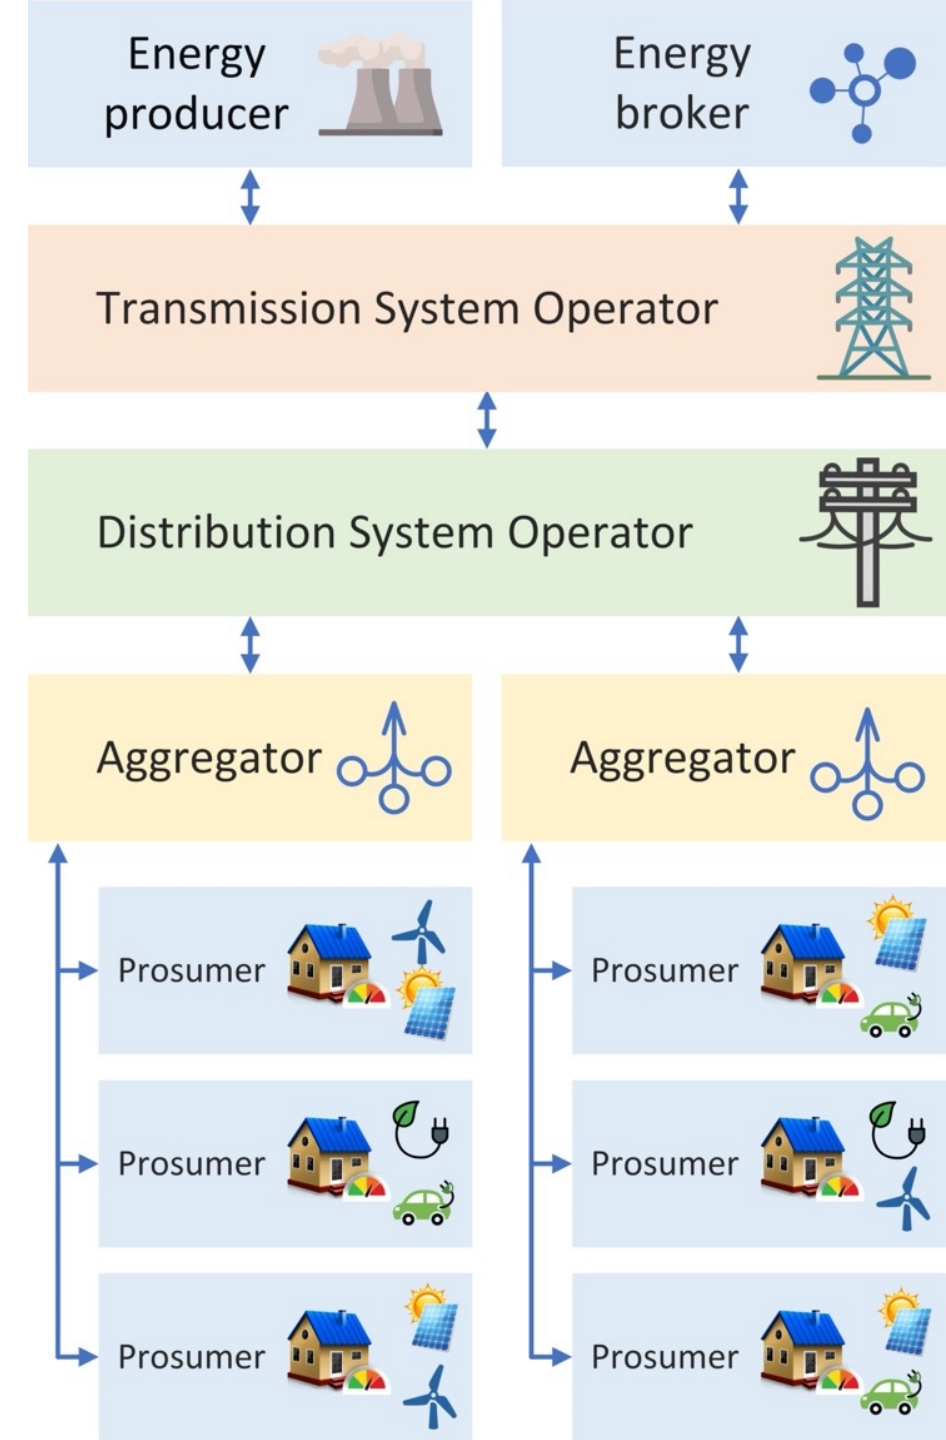 Energy
producer
Energy
broker
Transmission System Operator
Distribution System Operator
Aggregator
Aggregator
Prosumer
Prosumer
Prosumer
Prosumer
Prosumer
Prosumer